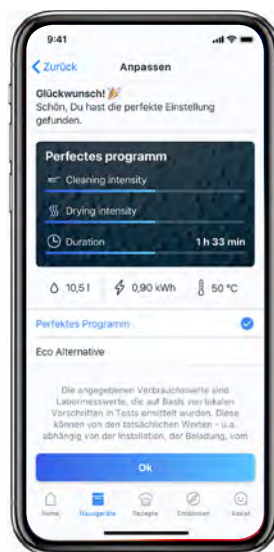 9:41
Zurück Anpassen
Glückwunsch! 🎉
Schön, Du hast die perfekte Einstellung
gefunden.
Perfectes programm
Cleaning intensity
Drying intensity
Duration 1 h 33 min
10,5 l 0,90 kWh 50 °C
Perfektes Programm
Eco Alternative
Die angegebenen Verbrauchswerte sind
Labormesswerte, die auf Basis von lokalen
Vorschriften in Tests ermittelt wurden. Diese
können von den tatsächlichen Werten - u.a.
abhängig von der Installation, der Beladung, vom
Ok
Home Hausgeräte Rezepte Entdecken